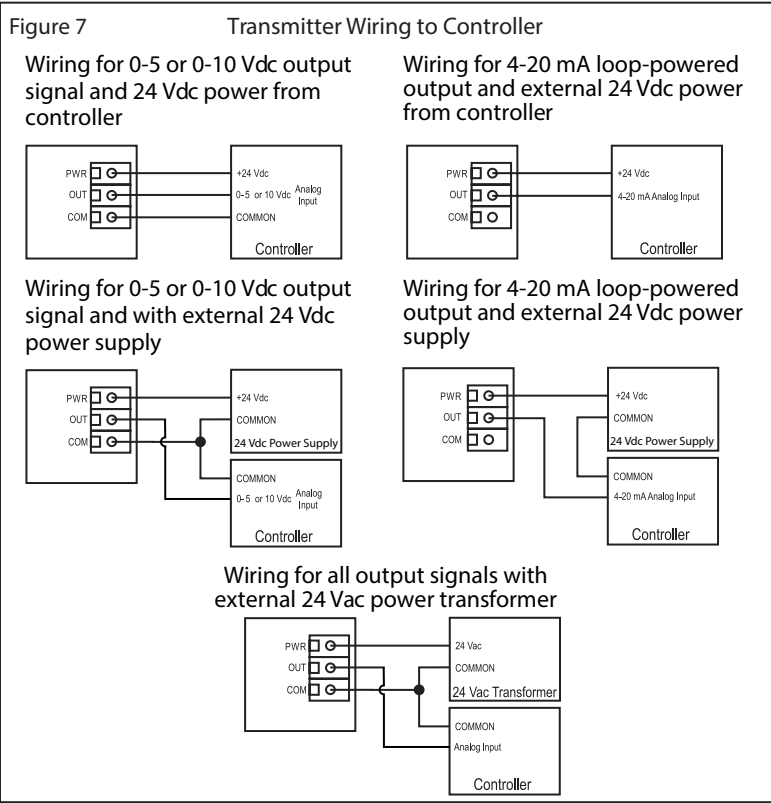 Figure 7 Transmitter Wiring to Controller
Wiring for 0-5 or 0-10 Vdc output
signal and 24 Vdc power from
controller
PWR
OUT
COM
+24 Vdc
0-5 or 10 Vdc Analog
Input
COMMON
Controller
Wiring for 4-20 mA loop-powered
output and external 24 Vdc power
from controller
PWR
OUT
COM
+24 Vdc
4-20 mA Analog Input
Controller
Wiring for 0-5 or 0-10 Vdc output
signal and with external 24 Vdc
power supply
PWR
OUT
COM
+24 Vdc
COMMON
24 Vdc Power Supply
COMMON
0-5 or 10 Vdc Analog
Input
Controller
Wiring for 4-20 mA loop-powered
output and external 24 Vdc power
supply
PWR
OUT
COM
+24 Vdc
COMMON
24 Vdc Power Supply
COMMON
4-20 mA Analog Input
Controller
Wiring for all output signals with
external 24 Vac power transformer
PWR
OUT
COM
24 Vac
COMMON
24 Vac Transformer
COMMON
Analog Input
Controller